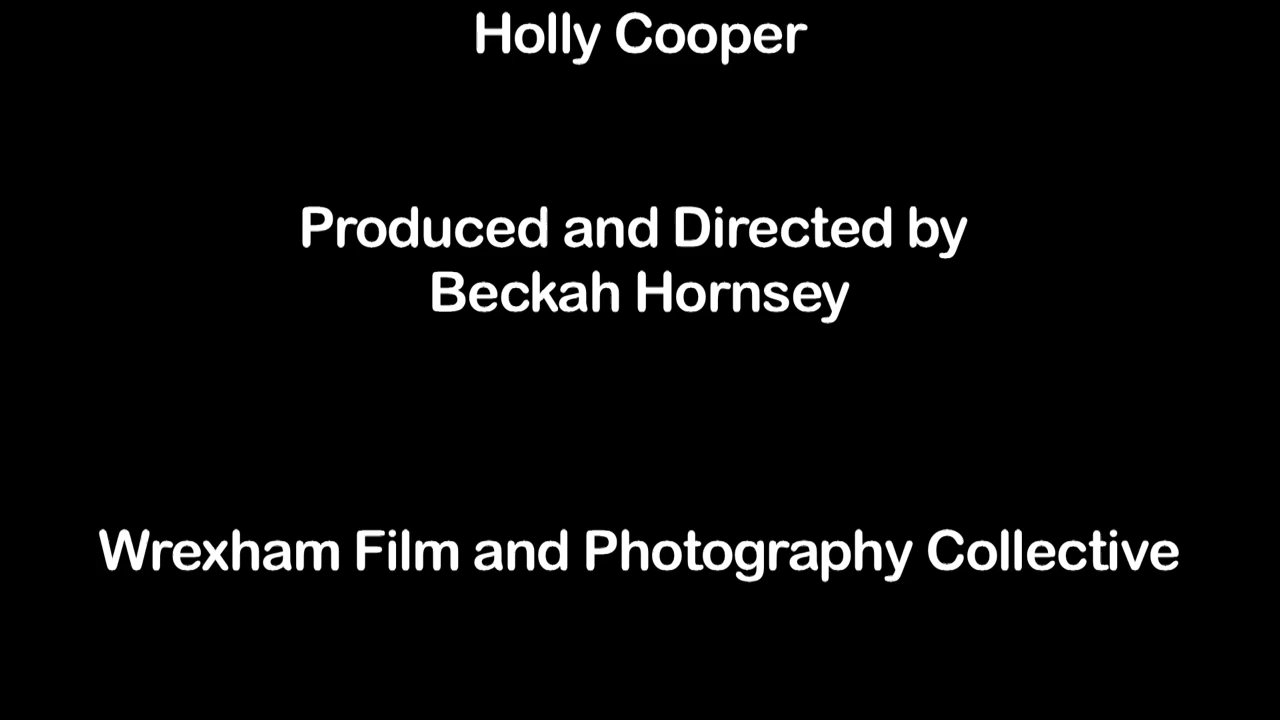 Holly Cooper
Produced and Directed by
Beckah Hornsey
Wrexham Film and Photography Collective